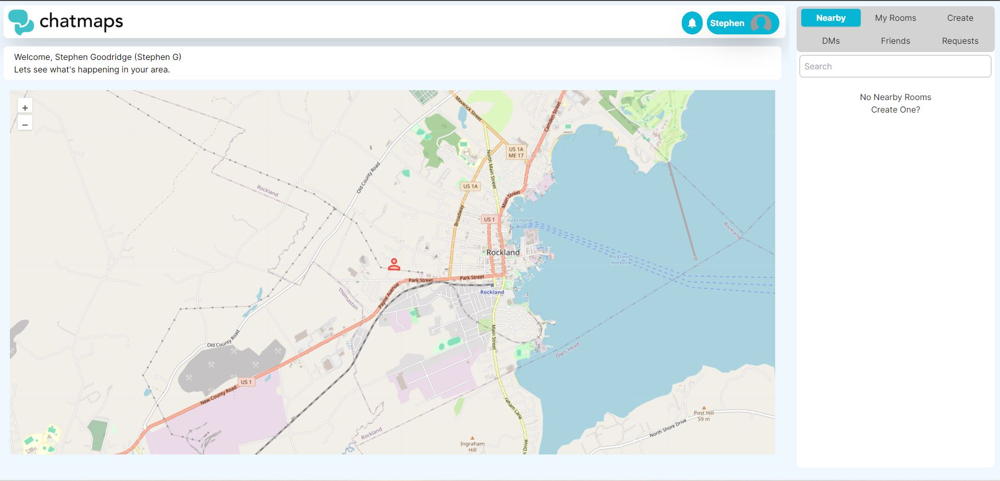 chatmaps
Stephen
Nearby
My Rooms
Create
DMs
Friends
Requests
Welcome, Stephen Goodridge (Stephen G)
Lets see what's happening in your area.
Search
No Nearby Rooms
Create One?
+
−
Maverick Street
Camden Street
US 1A
ME 17
North Main Street
Old County Road
US 1A
Rockland
Main Street
Broadway
US 1
Lermond
Cove
Rockland
Rockland
Rockland
Harbor
Park Street
Park Street
Rockland
Payne Avenue
Thomaston
Main Street
Old County Road
Owls Head
US 1
New County Road
raham Lane
Post Hill
59 m
North Shore Drive
Rockland
Ingraham
Hill
n Drive